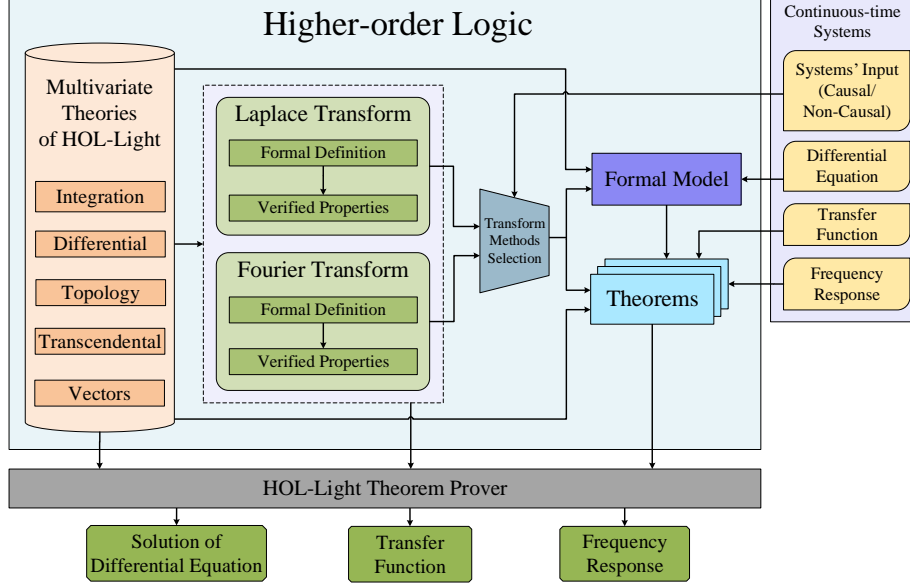 Higher-order Logic
Continuous-time
Systems
Multivariate
Theories
of HOL-Light
Integration
Differential
Topology
Transcendental
Vectors
Laplace Transform
Formal Definition
Verified Properties
Fourier Transform
Formal Definition
Verified Properties
Transform
Methods
Selection
Formal Model
Theorems
Systems' Input
(Causal/
Non-Causal)
Differential
Equation
Transfer
Function
Frequency
Response
HOL-Light Theorem Prover
Solution of
Differential Equation
Transfer
Function
Frequency
Response